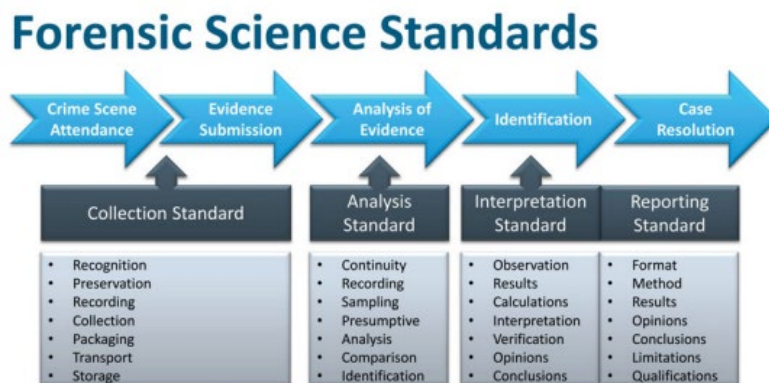 Forensic Science Standards
Crime Scene
Attendance
Evidence
Submission
Analysis of
Evidence
Identification
Case
Resolution
Collection Standard
Analysis
Standard
Interpretation
Standard
Reporting
Standard
• Recognition
• Preservation
• Recording
• Collection
• Packaging
• Transport
• Storage
• Continuity
• Recording
• Sampling
• Presumptive
• Analysis
• Comparison
• Identification
• Observation
• Results
• Calculations
• Interpretation
• Verification
• Opinions
• Conclusions
• Format
• Method
• Results
• Opinions
• Conclusions
• Limitations
• Qualifications